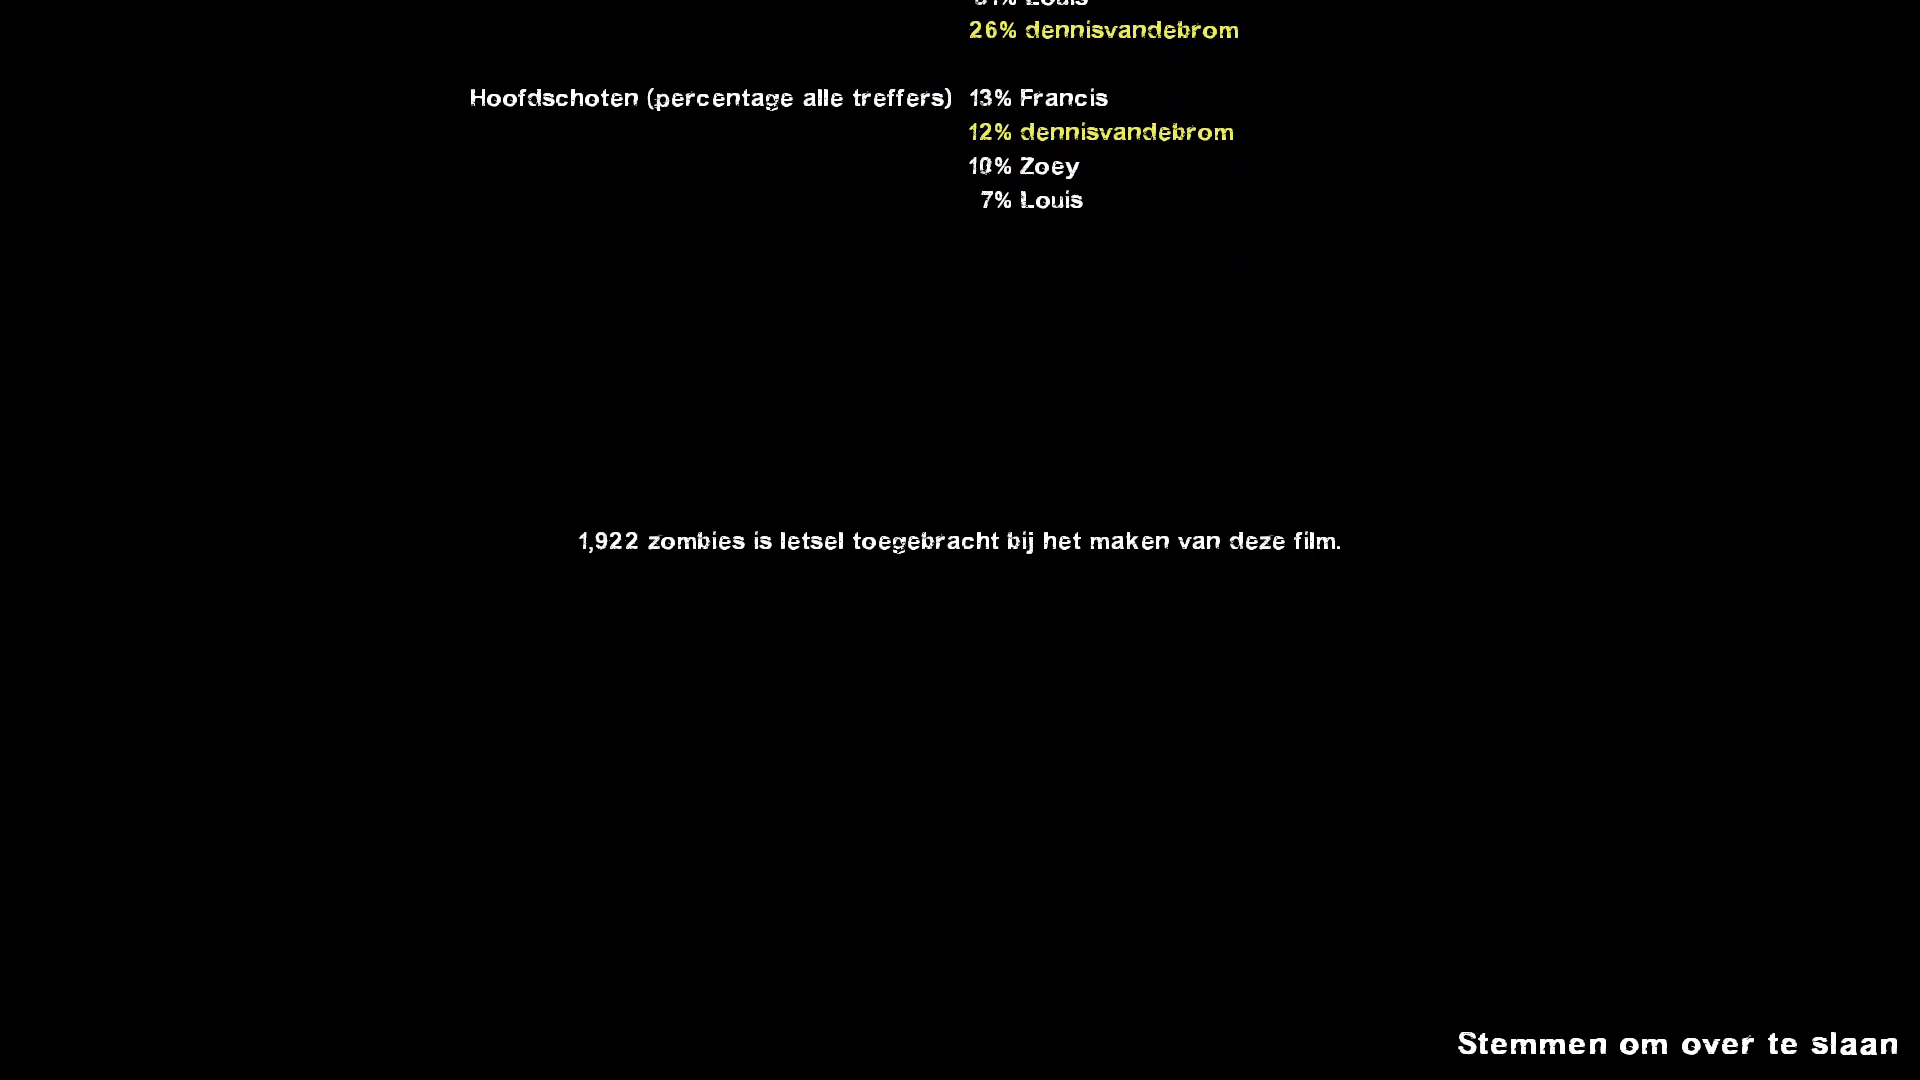 26% dennisvandebrom
Hoofdschoten (percentage alle treffers) 13% Francis
12% dennisvandebrom
10% Zoey
7% Louis
1,922 zombies is letsel toegebracht bij het maken van deze film.
Stemmen om over te slaan